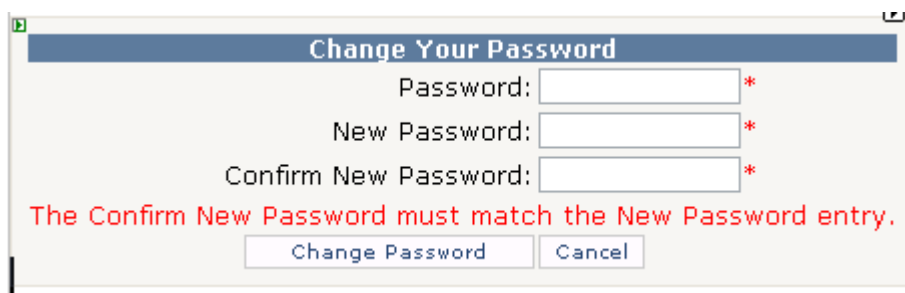 Change Your Password
Password: *
New Password: *
Confirm New Password: *
The Confirm New Password must match the New Password entry.
Change Password Cancel